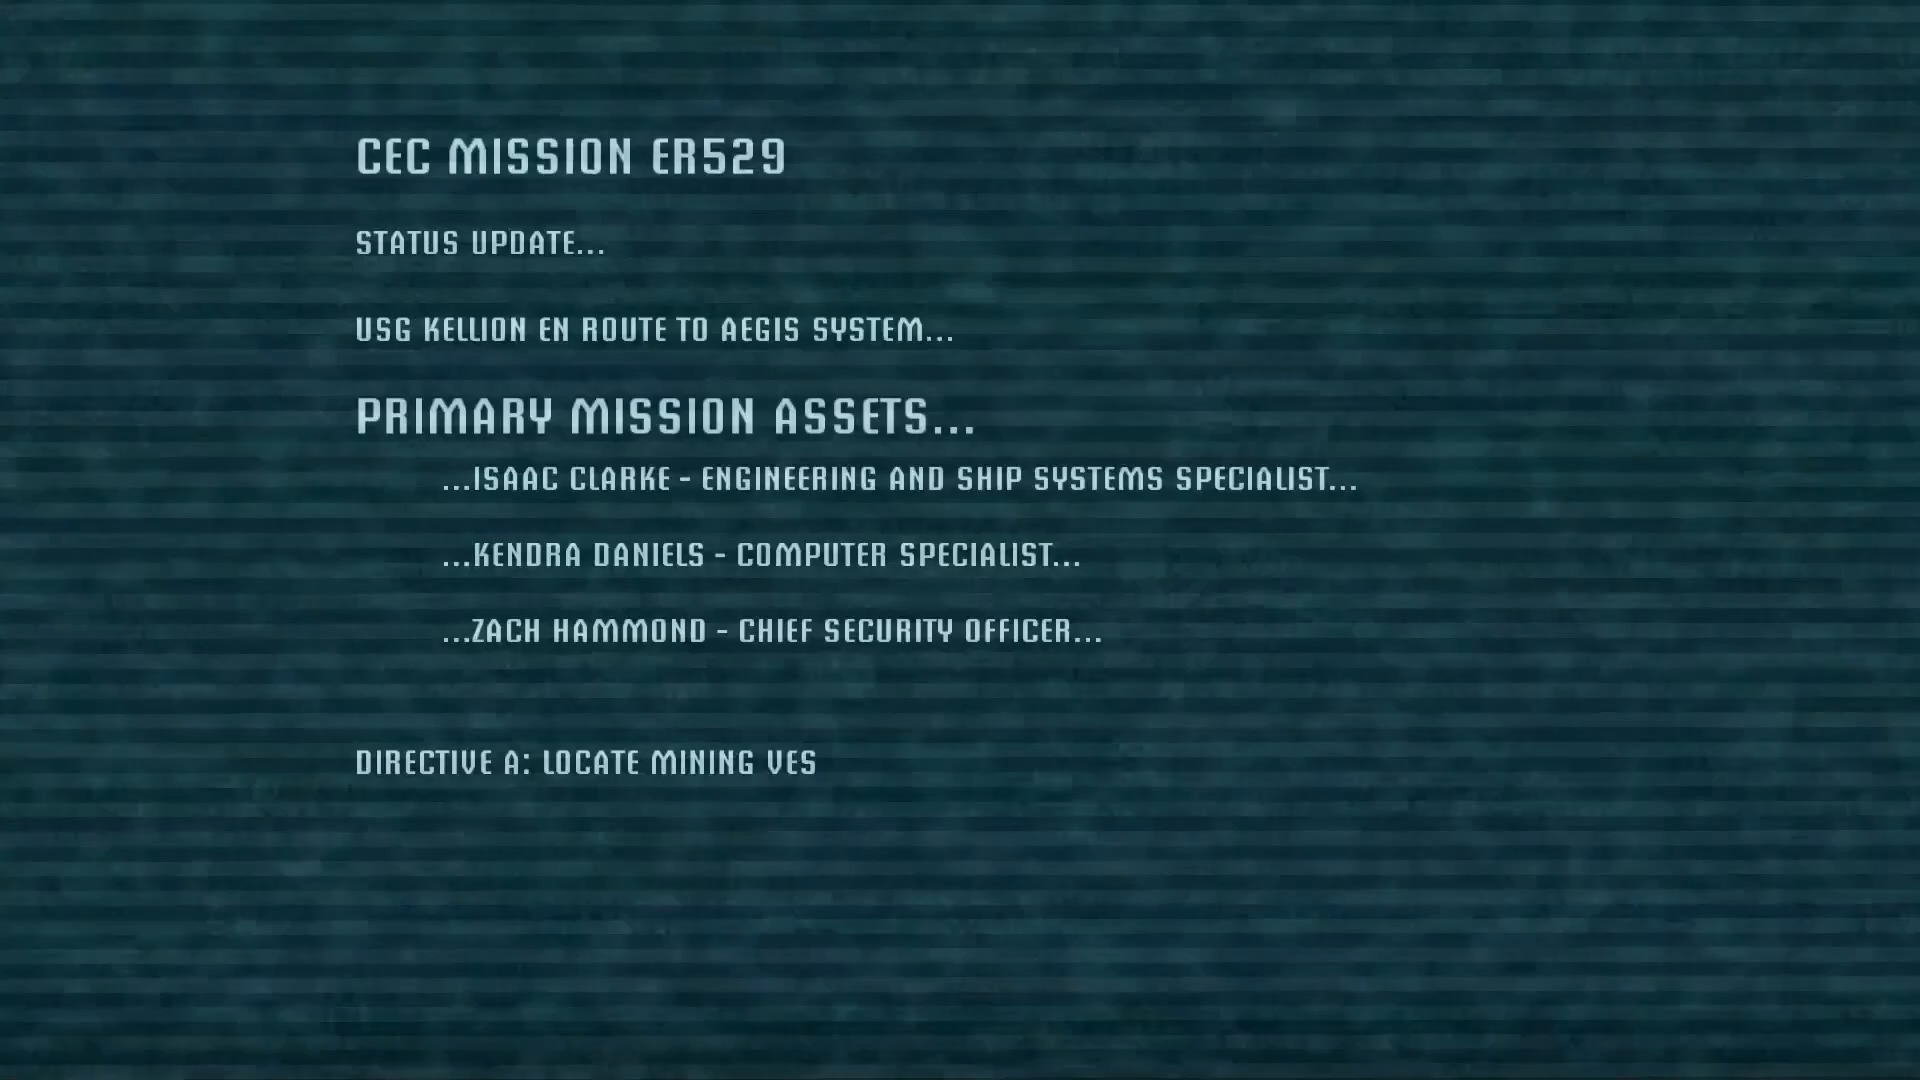 CEC MISSION ER529
STATUS UPDATE...
USG KELLION EN ROUTE TO AEGIS SYSTEM...
PRIMARY MISSION ASSETS...
...ISAAC CLARKE - ENGINEERING AND SHIP SYSTEMS SPECIALIST...
...KENDRA DANIELS - COMPUTER SPECIALIST...
...ZACH HAMMOND - CHIEF SECURITY OFFICER...
DIRECTIVE A: LOCATE MINING VES